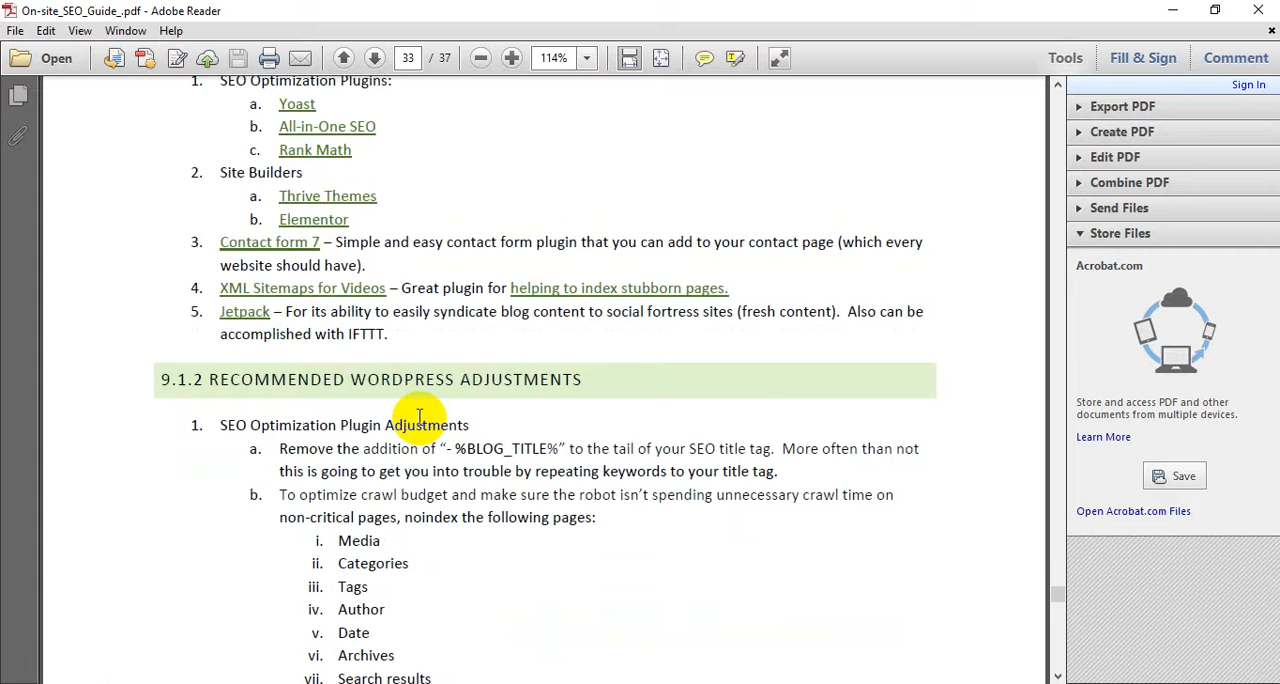 On-site_SEO_Guide_.pdf - Adobe Reader
File Edit View Window Help
Open 33 / 37 114% Tools Fill & Sign Comment
Sign In
1. SEO Optimization Plugins:
a. Yoast
b. All-in-One SEO
c. Rank Math
2. Site Builders
a. Thrive Themes
b. Elementor
3. Contact form 7 – Simple and easy contact form plugin that you can add to your contact page (which every
website should have).
4. XML Sitemaps for Videos – Great plugin for helping to index stubborn pages.
5. Jetpack – For its ability to easily syndicate blog content to social fortress sites (fresh content).  Also can be
accomplished with IFTTT.
9.1.2 RECOMMENDED WORDPRESS ADJUSTMENTS
1. SEO Optimization Plugin Adjustments
a. Remove the addition of “- %BLOG_TITLE%” to the tail of your SEO title tag.  More often than not
this is going to get you into trouble by repeating keywords to your title tag.
b. To optimize crawl budget and make sure the robot isn’t spending unnecessary crawl time on
non-critical pages, noindex the following pages:
i. Media
ii. Categories
iii. Tags
iv. Author
v. Date
vi. Archives
vii. Search results
Export PDF
Create PDF
Edit PDF
Combine PDF
Send Files
Store Files
Acrobat.com
Store and access PDF and other
documents from multiple devices.
Learn More
Save
Open Acrobat.com Files